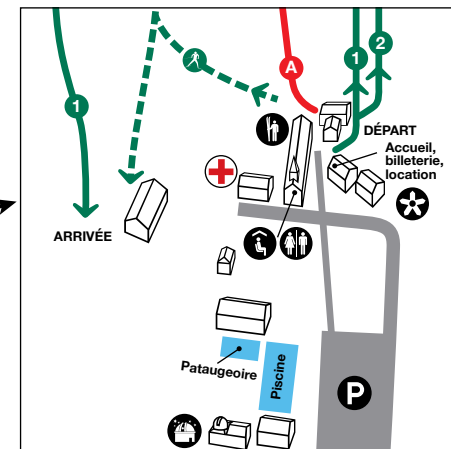 2
1
A
1
DÉPART
Accueil,
billeterie,
location
ARRIVÉE
Pataugeoire
Piscine
P